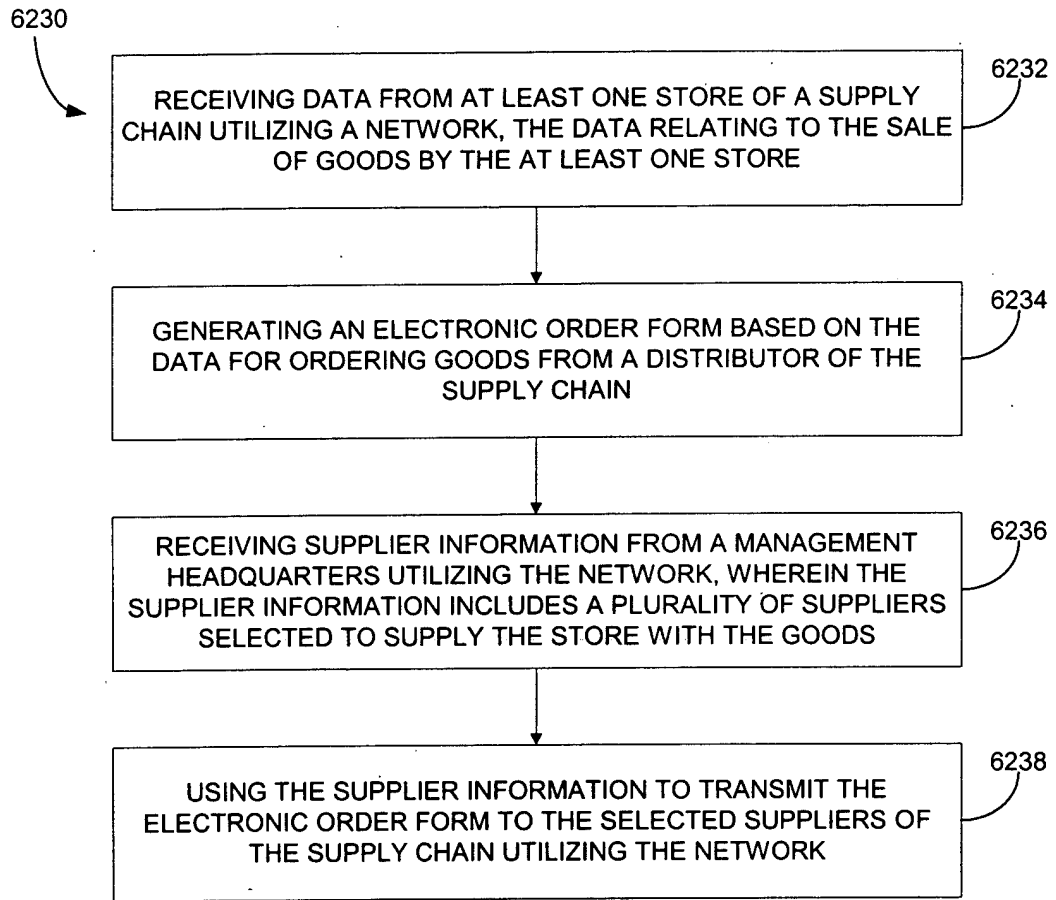 6230
6232
RECEIVING DATA FROM AT LEAST ONE STORE OF A SUPPLY
CHAIN UTILIZING A NETWORK, THE DATA RELATING TO THE SALE
OF GOODS BY THE AT LEAST ONE STORE
6234
GENERATING AN ELECTRONIC ORDER FORM BASED ON THE
DATA FOR ORDERING GOODS FROM A DISTRIBUTOR OF THE
SUPPLY CHAIN
6236
RECEIVING SUPPLIER INFORMATION FROM A MANAGEMENT
HEADQUARTERS UTILIZING THE NETWORK, WHEREIN THE
SUPPLIER INFORMATION INCLUDES A PLURALITY OF SUPPLIERS
SELECTED TO SUPPLY THE STORE WITH THE GOODS
6238
USING THE SUPPLIER INFORMATION TO TRANSMIT THE
ELECTRONIC ORDER FORM TO THE SELECTED SUPPLIERS OF
THE SUPPLY CHAIN UTILIZING THE NETWORK